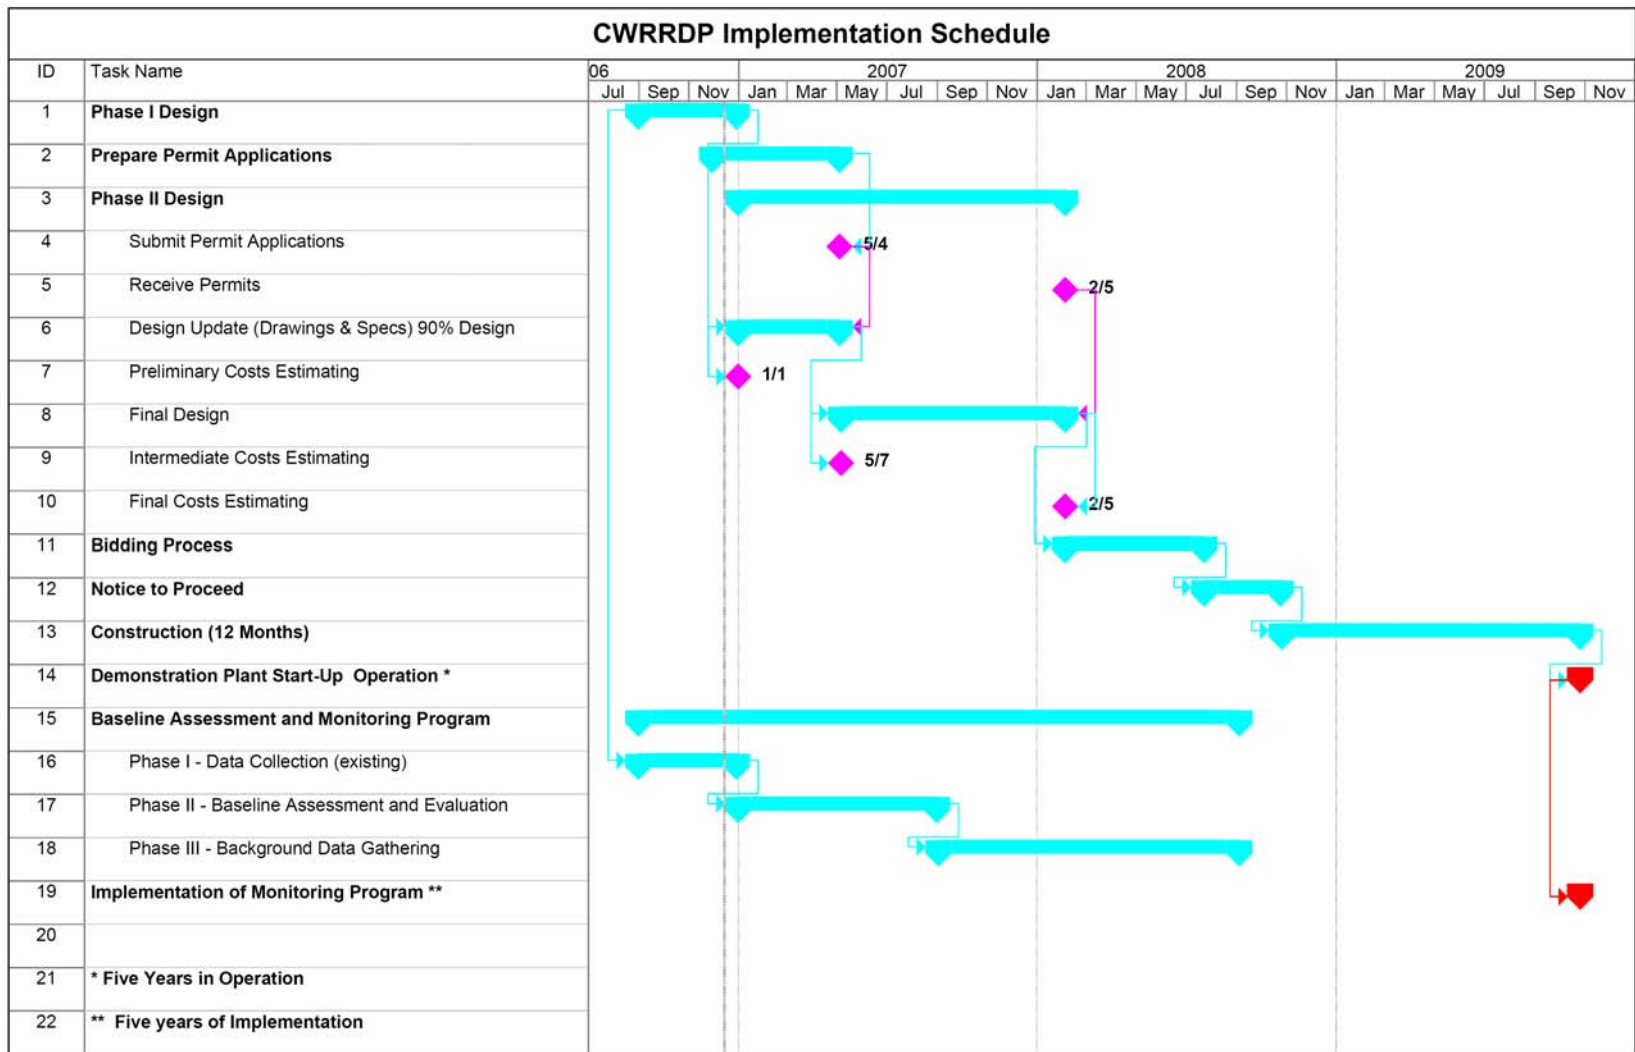 CWRRDP Implementation Schedule
ID Task Name 06 2007 2008 2009
Jul Sep Nov Jan Mar May Jul Sep Nov Jan Mar May Jul Sep Nov Jan Mar May Jul Sep Nov
1 Phase I Design
2 Prepare Permit Applications
3 Phase II Design
4 Submit Permit Applications 5/4
5 Receive Permits 2/5
6 Design Update (Drawings & Specs) 90% Design
7 Preliminary Costs Estimating 1/1
8 Final Design
9 Intermediate Costs Estimating 5/7
10 Final Costs Estimating 2/5
11 Bidding Process
12 Notice to Proceed
13 Construction (12 Months)
14 Demonstration Plant Start-Up Operation *
15 Baseline Assessment and Monitoring Program
16 Phase I - Data Collection (existing)
17 Phase II - Baseline Assessment and Evaluation
18 Phase III - Background Data Gathering
19 Implementation of Monitoring Program **
20
21 * Five Years in Operation
22 ** Five years of Implementation